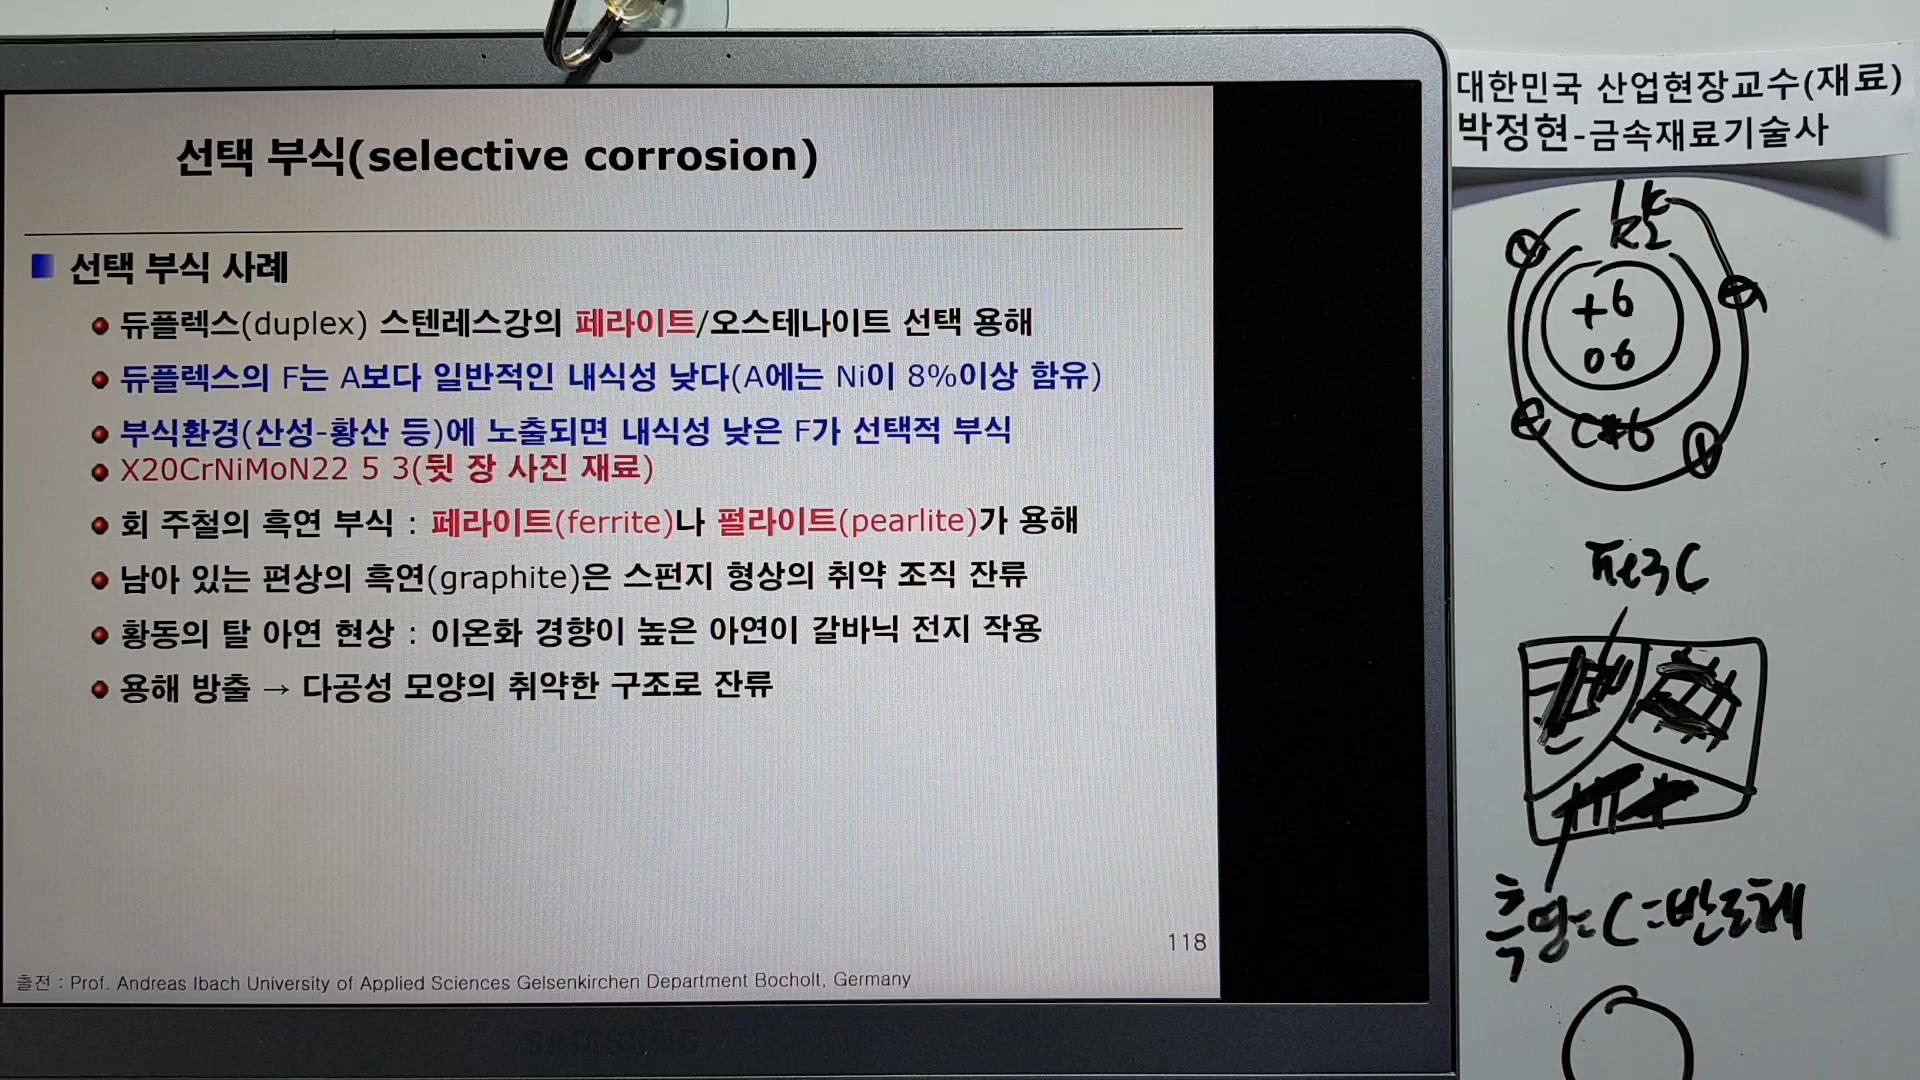 선택 부식(selective corrosion)
선택 부식 사례
듀플렉스(duplex) 스텐레스강의 페라이트/오스테나이트 선택 용해
듀플렉스의 F는 A보다 일반적인 내식성 낮다(A에는 Ni이 8%이상 함유)
부식환경(산성-황산 등)에 노출되면 내식성 낮은 F가 선택적 부식
X20CrNiMoN22 5 3(뒷 장 사진 재료)
회 주철의 흑연 부식 : 페라이트(ferrite)나 펄라이트(pearlite)가 용해
남아 있는 편상의 흑연(graphite)은 스펀지 형상의 취약 조직 잔류
황동의 탈 아연 현상 : 이온화 경향이 높은 아연이 갈바닉 전지 작용
용해 방출 → 다공성 모양의 취약한 구조로 잔류
118
출전 : Prof. Andreas Ibach University of Applied Sciences Gelsenkirchen Department Bocholt, Germany
SAMSUNG
대한민국 산업현장교수(재료)
박정현-금속재료기술사
+6
06
Fe3C
흑연=C=반도체